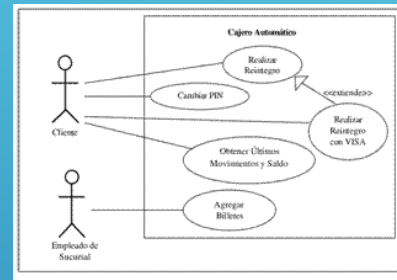 Cajero Automático
Realizar
Reintegro
Cambiar PIN
<<extiende>>
Realizar
Reintegro
con VISA
Cliente
Obtener Últimos
Movimientos y Saldo
Agregar
Billetes
Empleado de
Sucursal